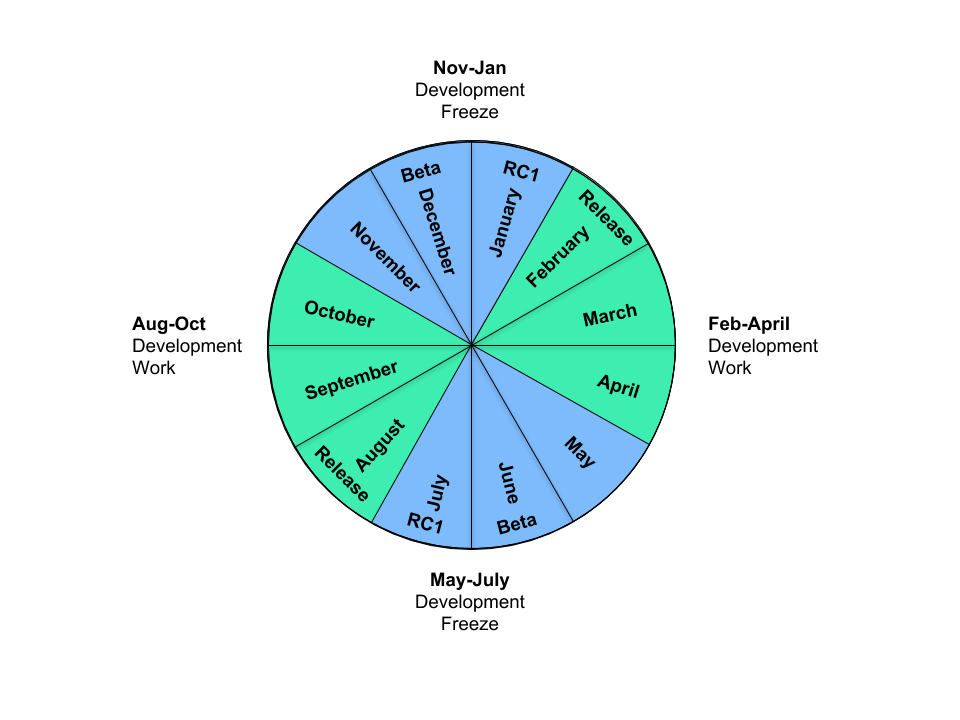 Nov-Jan
Development
Freeze
Beta
December
RC1
January
Release
February
November
October
March
Aug-Oct
Development
Work
Feb-April
Development
Work
September
April
August
Release
May
July
RC1
June
Beta
May-July
Development
Freeze